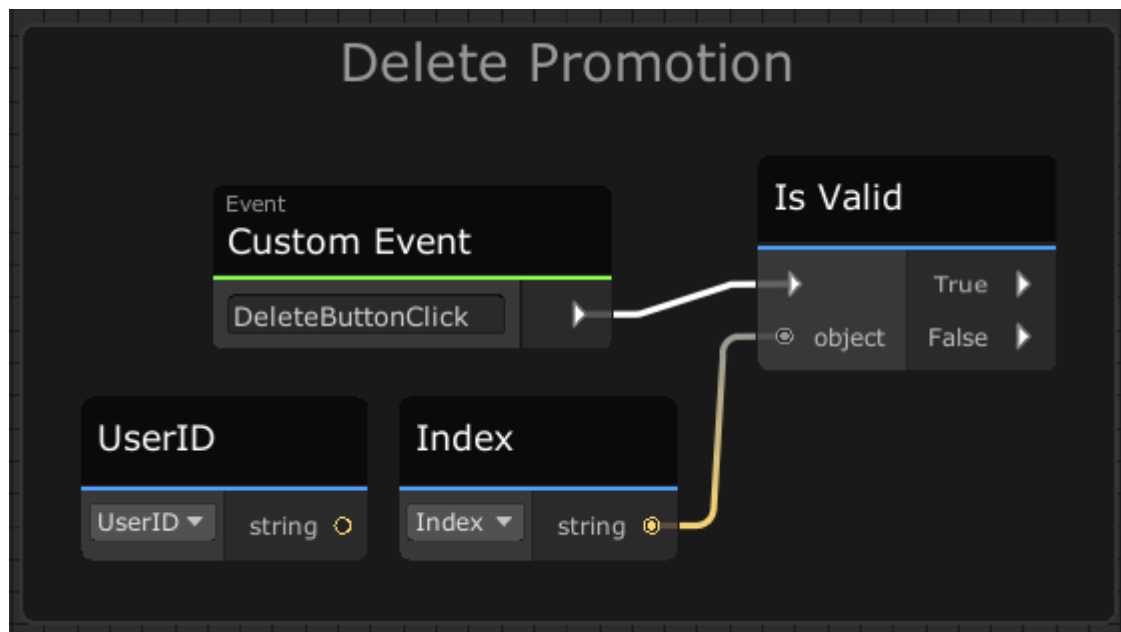 Delete Promotion
Event
Custom Event
DeleteButtonClick
Is Valid
True
object
False
UserID
UserID
string
Index
Index
string